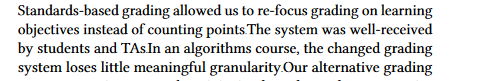 Standards-based grading allowed us to re-focus grading on learning
objectives instead of counting points.The system was well-received
by students and TAs.In an algorithms course, the changed grading
system loses little meaningful granularity.Our alternative grading